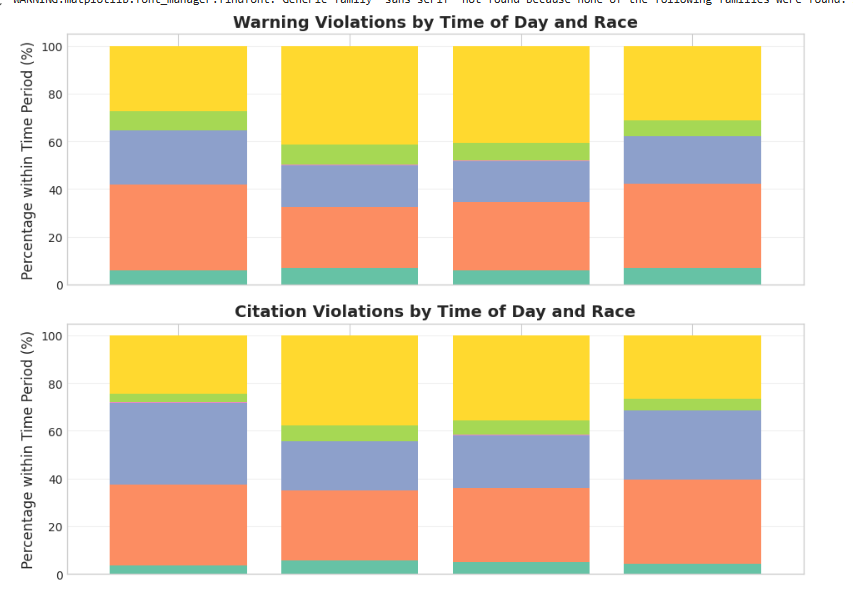 WARNING:matplotlib.font_manager:findfont: Generic family 'sans-serif' not found because none of the following families were found:
Warning Violations by Time of Day and Race
Percentage within Time Period (%)
100
80
60
40
20
0
Citation Violations by Time of Day and Race
Percentage within Time Period (%)
100
80
60
40
20
0